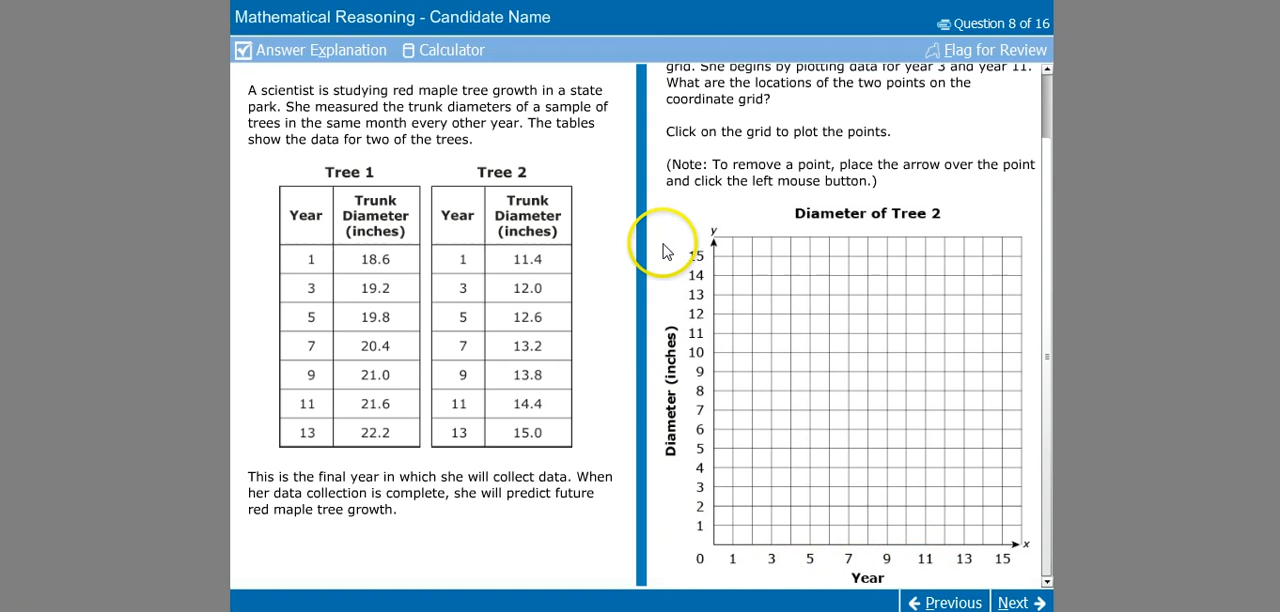 Mathematical Reasoning - Candidate Name
Question 8 of 16
Answer Explanation
Calculator
Flag for Review
A scientist is studying red maple tree growth in a state
park. She measured the trunk diameters of a sample of
trees in the same month every other year. The tables
show the data for two of the trees.
Tree 1
Year Trunk Diameter (inches)
1 18.6
3 19.2
5 19.8
7 20.4
9 21.0
11 21.6
13 22.2
Tree 2
Year Trunk Diameter (inches)
1 11.4
3 12.0
5 12.6
7 13.2
9 13.8
11 14.4
13 15.0
This is the final year in which she will collect data. When
her data collection is complete, she will predict future
red maple tree growth.
grid. She begins by plotting data for year 3 and year 11.
What are the locations of the two points on the
coordinate grid?
Click on the grid to plot the points.
(Note: To remove a point, place the arrow over the point
and click the left mouse button.)
Diameter of Tree 2
y
15
14
13
12
11
10
9
8
7
6
5
4
3
2
1
Diameter (inches)
0 1 3 5 7 9 11 13 15
x
Year
Previous
Next